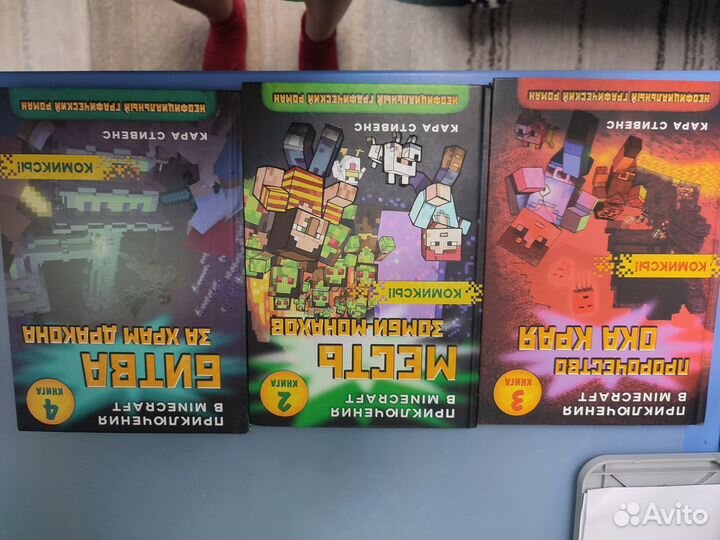 ПРИКЛЮЧЕНИЯ
В MINECRAFT
КНИГА
3
ПРОРОЧЕСТВО
ОКА КРАЯ
КОМИКСЫ!
КАРА СТИВЕНС
НЕОФИЦИАЛЬНЫЙ ГРАФИЧЕСКИЙ РОМАН
ПРИКЛЮЧЕНИЯ
В MINECRAFT
КНИГА
2
МЕСТЬ
ЗОМБИ МОНАХОВ
КОМИКСЫ!
КАРА СТИВЕНС
НЕОФИЦИАЛЬНЫЙ ГРАФИЧЕСКИЙ РОМАН
ПРИКЛЮЧЕНИЯ
В MINECRAFT
КНИГА
4
БИТВА
ЗА ХРАМ ДРАКОНА
КОМИКСЫ!
КАРА СТИВЕНС
НЕОФИЦИАЛЬНЫЙ ГРАФИЧЕСКИЙ РОМАН
Avito